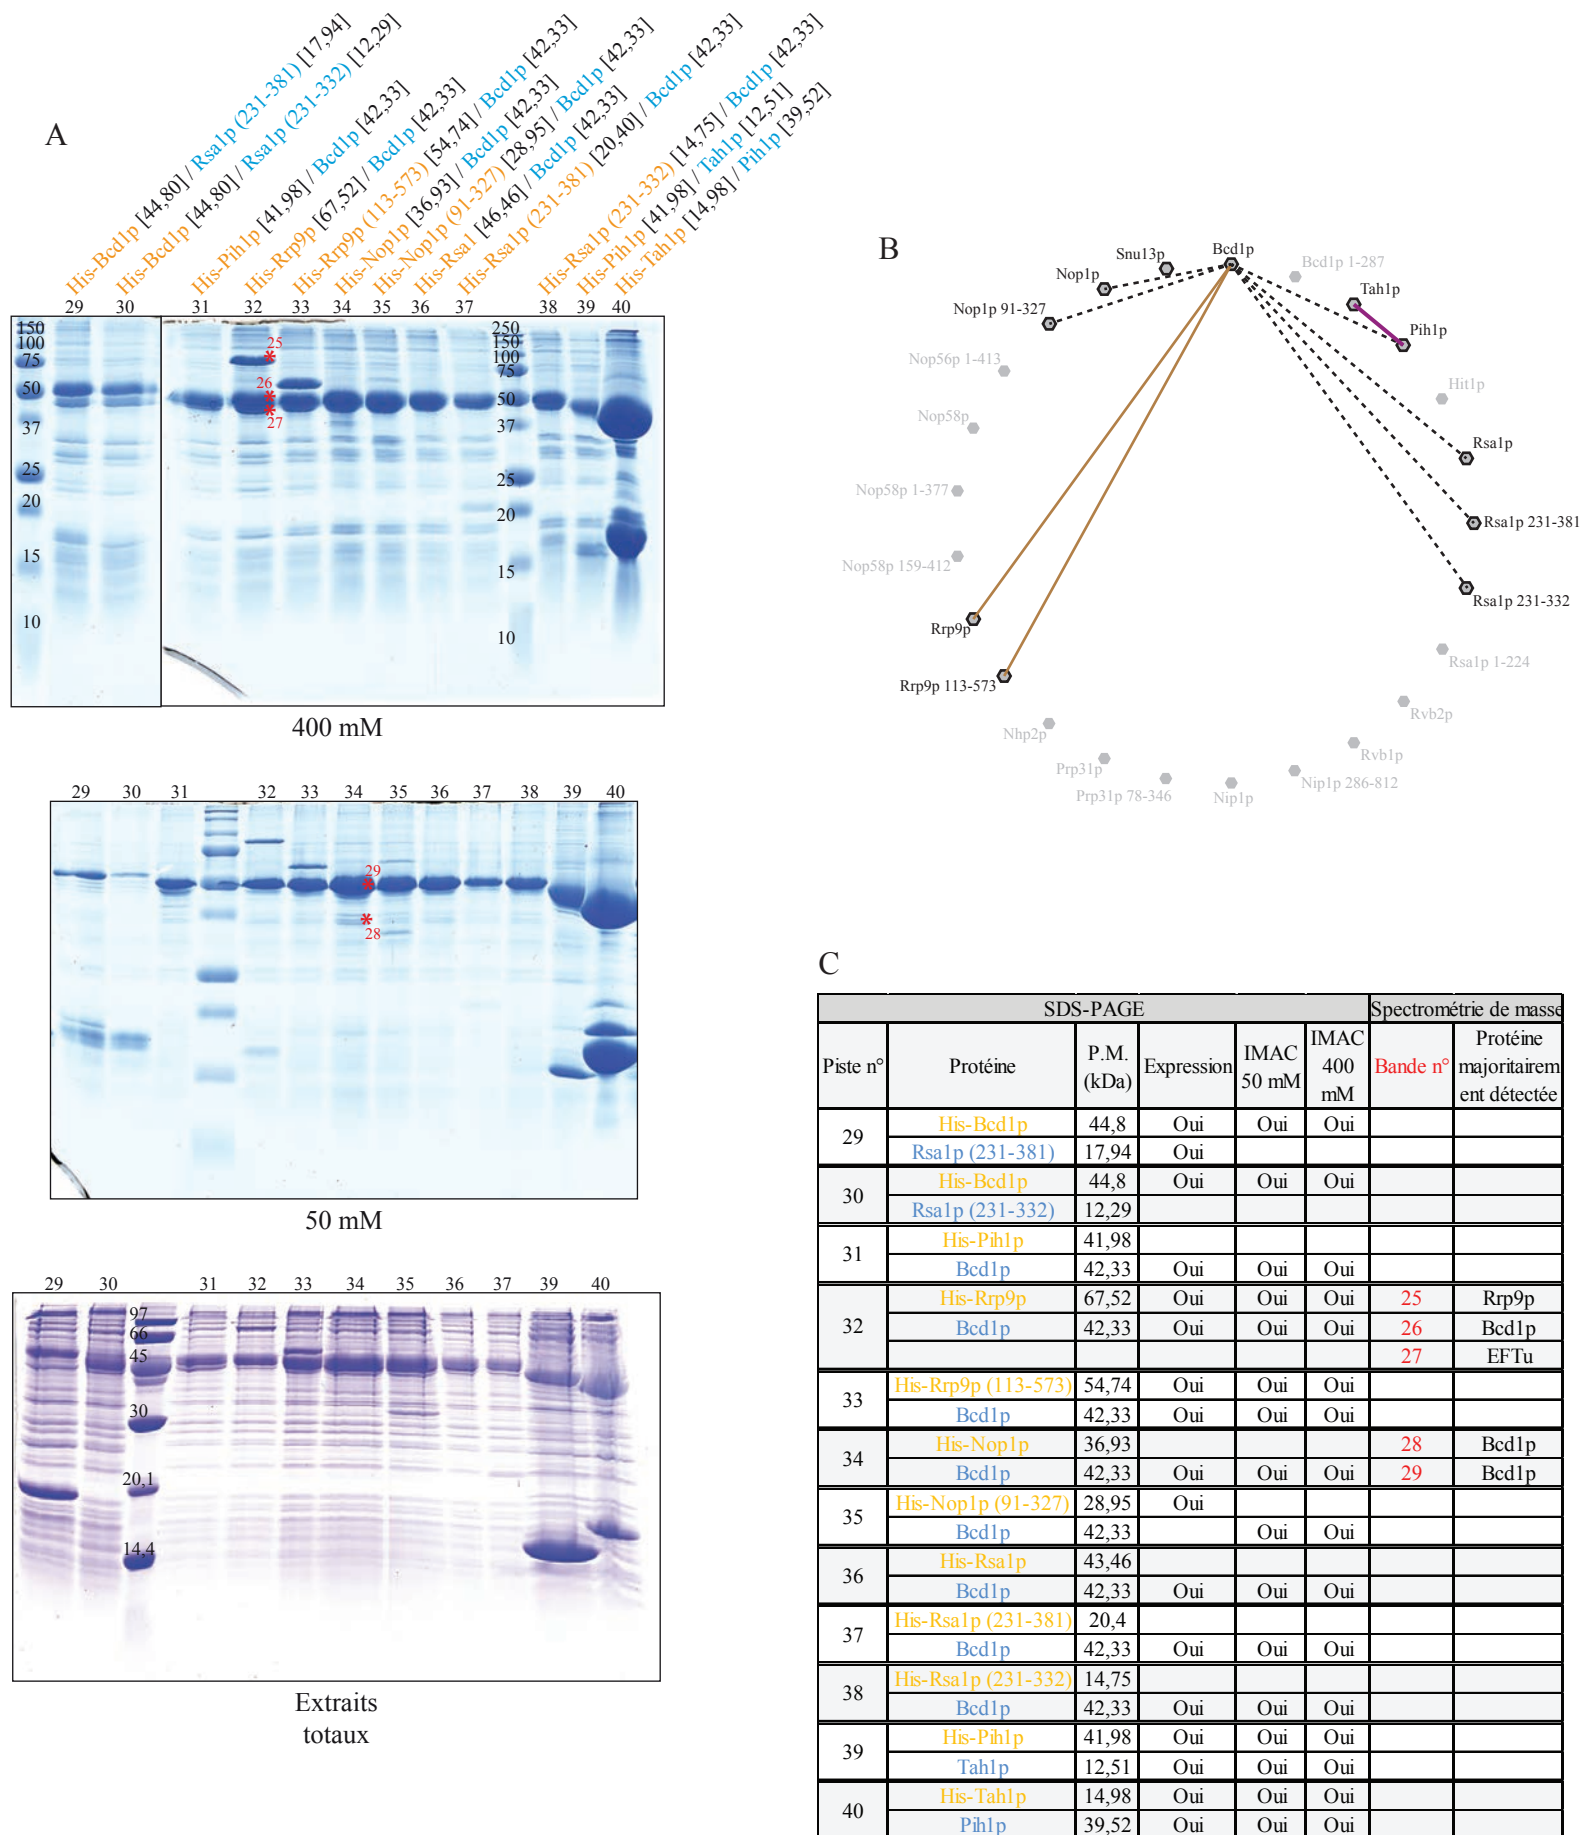 A
His-Bcd1p [44,80] / Rsa1p (231-381) [17,94]
His-Bcd1p [44,80] / Rsa1p (231-332) [12,29]
His-Pih1p [41,98] / Bcd1p [42,33]
His-Rrp9p [67,52] / Bcd1p [42,33]
His-Rrp9p (113-573) [54,74] / Bcd1p [42,33]
His-Nop1p [36,93] / Bcd1p [42,33]
His-Nop1p (91-327) [28,95] / Bcd1p [42,33]
His-Rsa1 [46,46] / Bcd1p [42,33]
His-Rsa1p (231-381) [20,40] / Bcd1p [42,33]
His-Rsa1p (231-332) [14,75] / Bcd1p [42,33]
His-Pih1p [41,98] / Tah1p [12,51]
His-Tah1p [14,98] / Pih1p [39,52]
29 30 31 32 33 34 35 36 37 38 39 40
150
100
75
50
37
25
20
15
10
25
*
26
*
*
27
250
150
100
75
50
37
25
20
15
10
400 mM
29 30 31 32 33 34 35 36 37 38 39 40
29
*
*
28
50 mM
29 30 31 32 33 34 35 36 37 39 40
97
66
45
30
20,1
14,4
Extraits
totaux
B
Bcd1p
Snu13p
Bcd1p 1-287
Nop1p
Tah1p
Nop1p 91-327
Pih1p
Nop56p 1-413
Hit1p
Nop58p
Rsa1p
Nop58p 1-377
Rsa1p 231-381
Nop58p 159-412
Rsa1p 231-332
Rrp9p
Rsa1p 1-224
Rrp9p 113-573
Rvb2p
Nhp2p
Rvb1p
Prp31p
Nip1p 286-812
Prp31p 78-346
Nip1p
C
SDS-PAGE Spectrométrie de masse
Piste n° Protéine P.M. (kDa) Expression IMAC 50 mM IMAC 400 mM Bande n° Protéine majoritairem ent détectée
29 His-Bcd1p 44,8 Oui Oui Oui
Rsa1p (231-381) 17,94 Oui
30 His-Bcd1p 44,8 Oui Oui Oui
Rsa1p (231-332) 12,29
31 His-Pih1p 41,98
Bcd1p 42,33 Oui Oui Oui
32 His-Rrp9p 67,52 Oui Oui Oui 25 Rrp9p
Bcd1p 42,33 Oui Oui Oui 26 Bcd1p
27 EFTu
33 His-Rrp9p (113-573) 54,74 Oui Oui Oui
Bcd1p 42,33 Oui Oui Oui
34 His-Nop1p 36,93 28 Bcd1p
Bcd1p 42,33 Oui Oui Oui 29 Bcd1p
35 His-Nop1p (91-327) 28,95 Oui
Bcd1p 42,33 Oui Oui
36 His-Rsa1p 43,46
Bcd1p 42,33 Oui Oui Oui
37 His-Rsa1p (231-381) 20,4
Bcd1p 42,33 Oui Oui Oui
38 His-Rsa1p (231-332) 14,75
Bcd1p 42,33 Oui Oui Oui
39 His-Pih1p 41,98 Oui Oui Oui
Tah1p 12,51 Oui Oui Oui
40 His-Tah1p 14,98 Oui Oui Oui
Pih1p 39,52 Oui Oui Oui